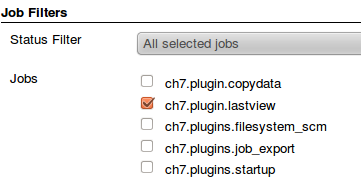 Job Filters
Status Filter All selected jobs
Jobs ch7.plugin.copydata
ch7.plugin.lastview
ch7.plugins.filesystem_scm
ch7.plugins.job_export
ch7.plugins.startup